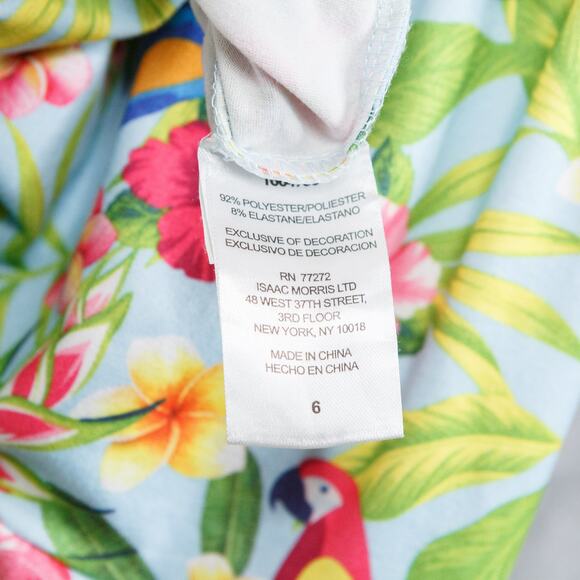 92% POLYESTER/POLIESTER
8% ELASTANE/ELASTANO
EXCLUSIVE OF DECORATION
EXCLUSIVO DE DECORACION
RN 77272
ISAAC MORRIS LTD
48 WEST 37TH STREET,
3RD FLOOR
NEW YORK, NY 10018
MADE IN CHINA
HECHO EN CHINA
6